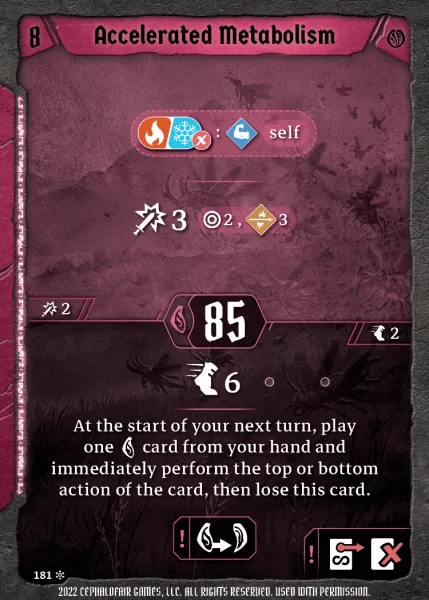 8 Accelerated Metabolism
: self
3 2, 3
2
85
2
6
At the start of your next turn, play
one card from your hand and
immediately perform the top or bottom
action of the card, then lose this card.
! !
181
2022 CEPHALOFAIR GAMES, LLC. ALL RIGHTS RESERVED. USED WITH PERMISSION.